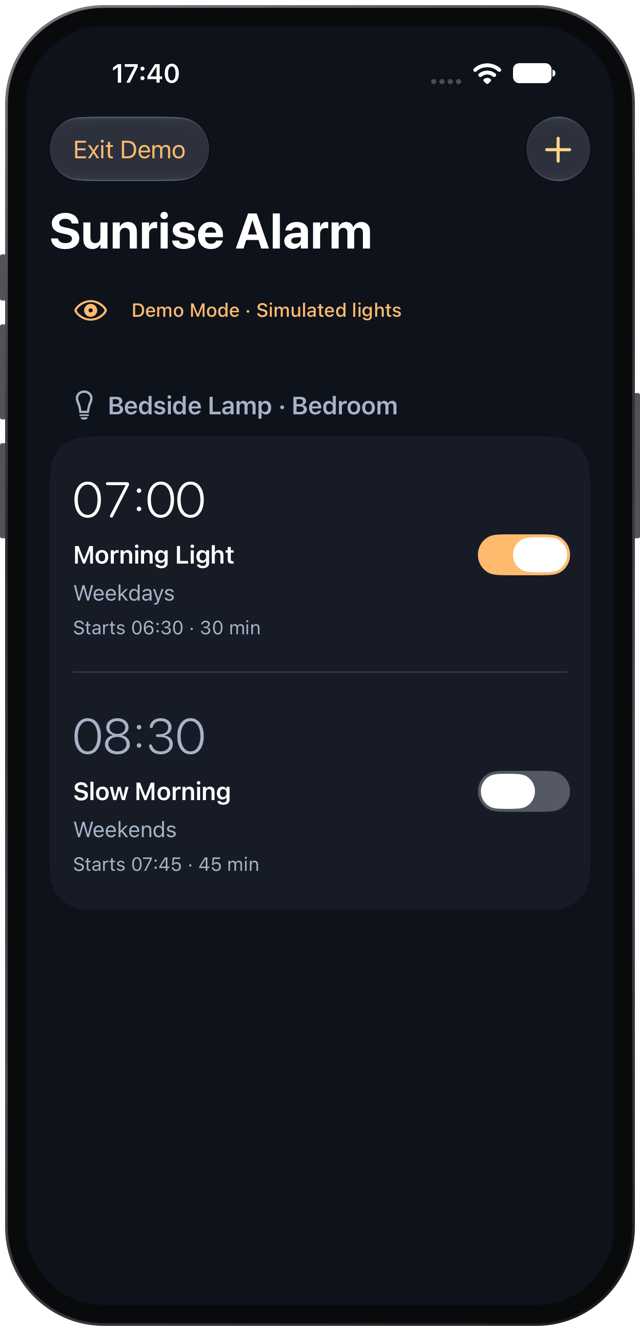 17:40
Exit Demo
Sunrise Alarm
Demo Mode · Simulated lights
Bedside Lamp · Bedroom
07:00
Morning Light
Weekdays
Starts 06:30 · 30 min
08:30
Slow Morning
Weekends
Starts 07:45 · 45 min